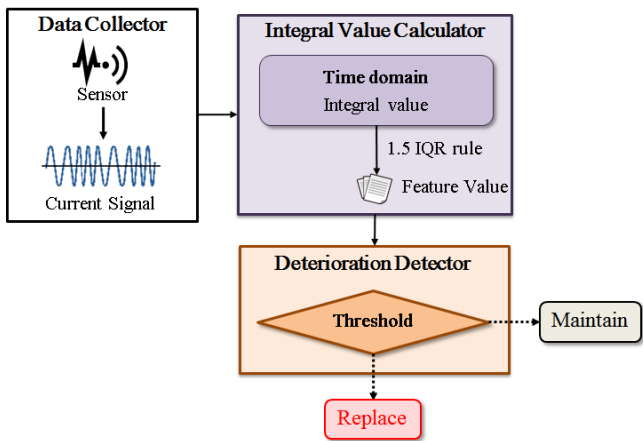 Data Collector
Sensor
Current Signal
Integral Value Calculator
Time domain
Integral value
1.5 IQR rule
Feature Value
Deterioration Detector
Threshold
Maintain
Replace